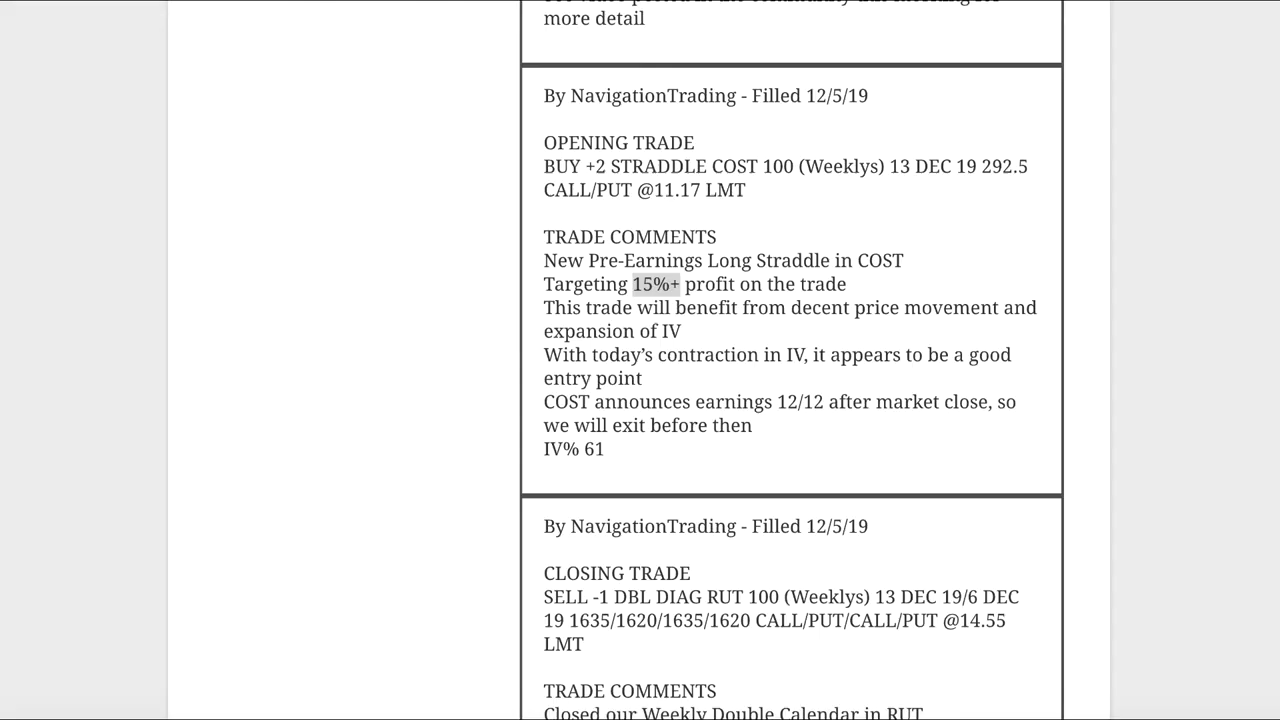 more detail
By NavigationTrading - Filled 12/5/19
OPENING TRADE
BUY +2 STRADDLE COST 100 (Weeklys) 13 DEC 19 292.5
CALL/PUT @11.17 LMT
TRADE COMMENTS
New Pre-Earnings Long Straddle in COST
Targeting 15%+ profit on the trade
This trade will benefit from decent price movement and
expansion of IV
With today’s contraction in IV, it appears to be a good
entry point
COST announces earnings 12/12 after market close, so
we will exit before then
IV% 61
By NavigationTrading - Filled 12/5/19
CLOSING TRADE
SELL -1 DBL DIAG RUT 100 (Weeklys) 13 DEC 19/6 DEC
19 1635/1620/1635/1620 CALL/PUT/CALL/PUT @14.55
LMT
TRADE COMMENTS
Closed our Weekly Double Calendar in RUT